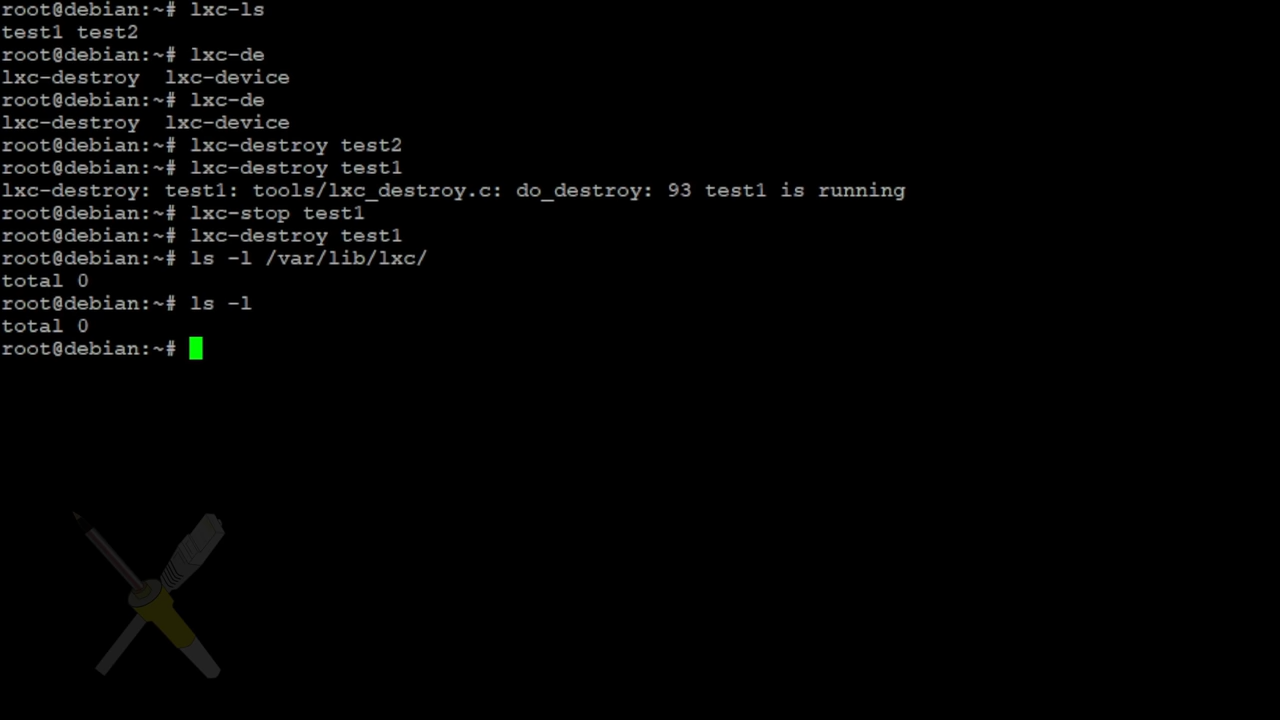 root@debian:~# lxc-ls
test1 test2
root@debian:~# lxc-de
lxc-destroy  lxc-device
root@debian:~# lxc-de
lxc-destroy  lxc-device
root@debian:~# lxc-destroy test2
root@debian:~# lxc-destroy test1
lxc-destroy: test1: tools/lxc_destroy.c: do_destroy: 93 test1 is running
root@debian:~# lxc-stop test1
root@debian:~# lxc-destroy test1
root@debian:~# ls -l /var/lib/lxc/
total 0
root@debian:~# ls -l
total 0
root@debian:~#